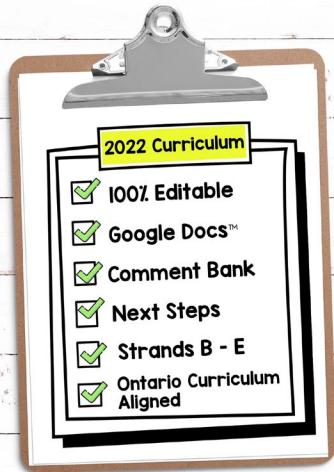 2022 Curriculum
100% Editable
Google Docs™
Comment Bank
Next Steps
Strands B - E
Ontario Curriculum
Aligned